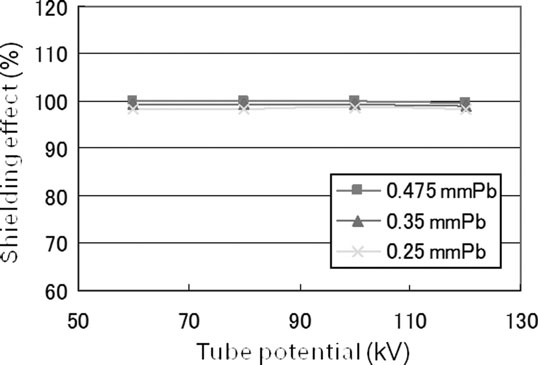 120
110
100
90
80
70
60
Shielding effect (%)
0.475 mmPb
0.35 mmPb
0.25 mmPb
50 70 90 110 130
Tube potential (kV)